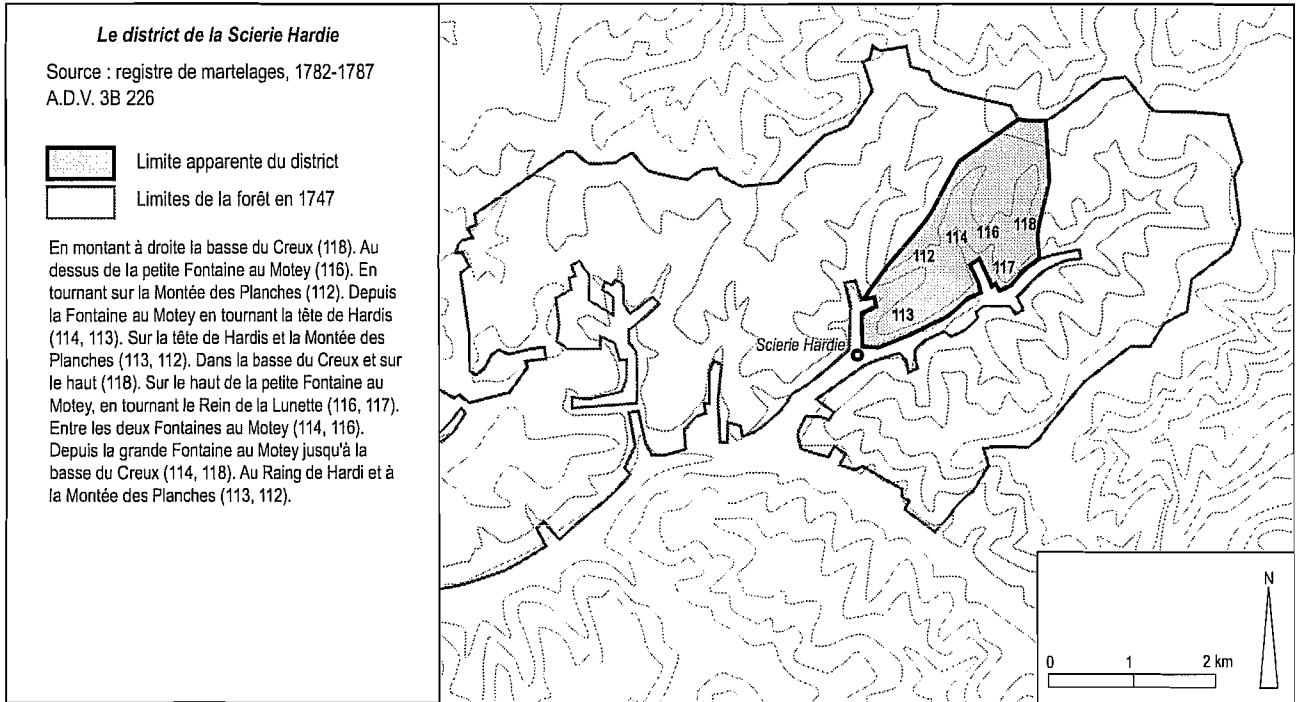 Le district de la Scierie Hardie
Source : registre de martelages, 1782-1787
A.D.V. 3B 226
Limite apparente du district
Limites de la forêt en 1747
En montant à droite la basse du Creux (118). Au
dessus de la petite Fontaine au Motey (116). En
tournant sur la Montée des Planches (112). Depuis
la Fontaine au Motey en tournant la tête de Hardis
(114, 113). Sur la tête de Hardis et la Montée des
Planches (113, 112). Dans la basse du Creux et sur
le haut (118). Sur le haut de la petite Fontaine au
Motey, en tournant le Rein de la Lunette (116, 117).
Entre les deux Fontaines au Motey (114, 116).
Depuis la grande Fontaine au Motey jusqu'à la
basse du Creux (114, 118). Au Raing de Hardi et à
la Montée des Planches (113, 112).
118
116
114
112
117
113
Scierie Hardie
N
0 1 2 km